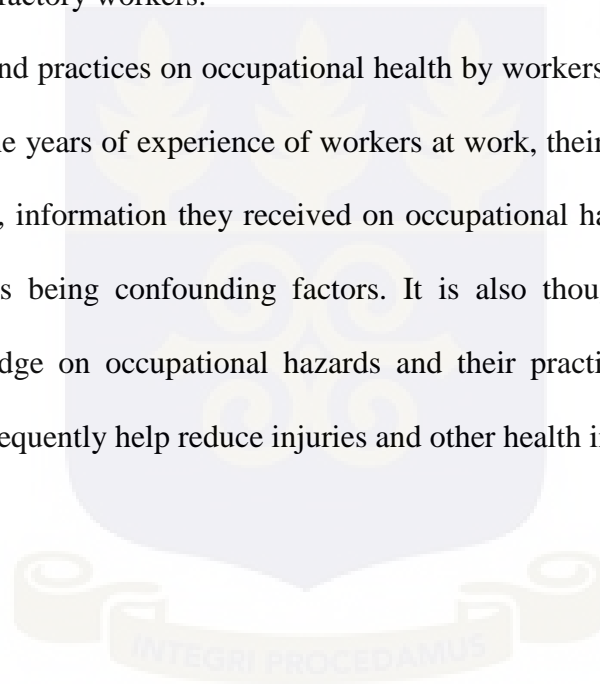 factory workers.
nd practices on occupational health by workers
e years of experience of workers at work, their
, information they received on occupational ha
s being confounding factors. It is also thou
dge on occupational hazards and their practi
equently help reduce injuries and other health i
INTEGRI PROCEDAMUS